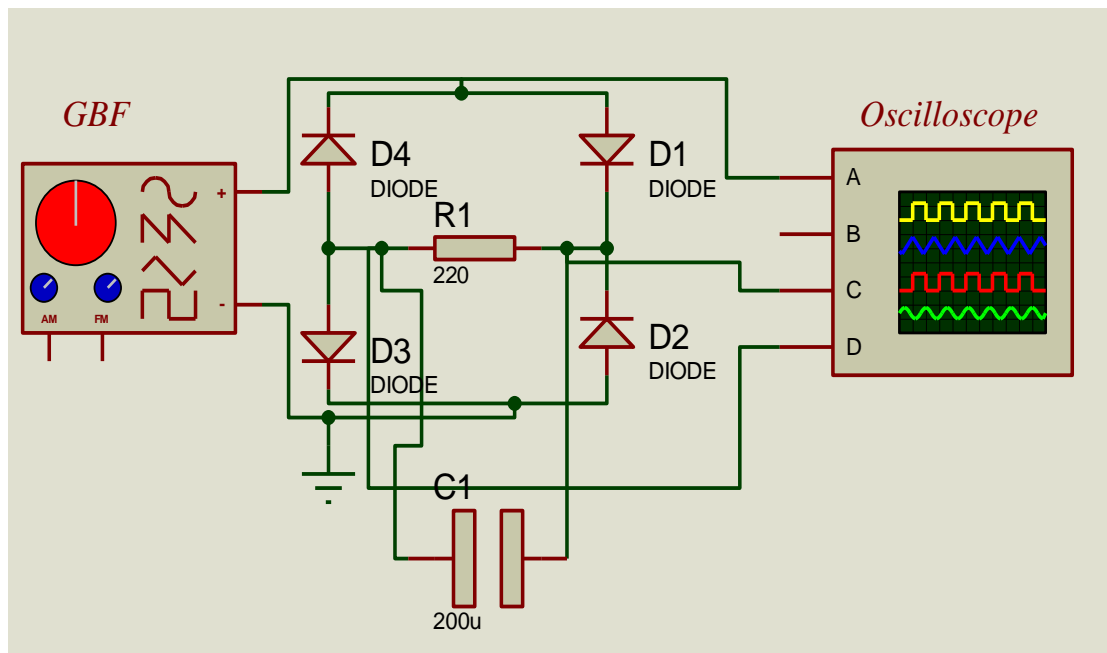 GBF
Oscilloscope
D4
DIODE
D1
DIODE
+
-
AM
FM
R1
220
A
B
C
D
D3
DIODE
D2
DIODE
C1
200u